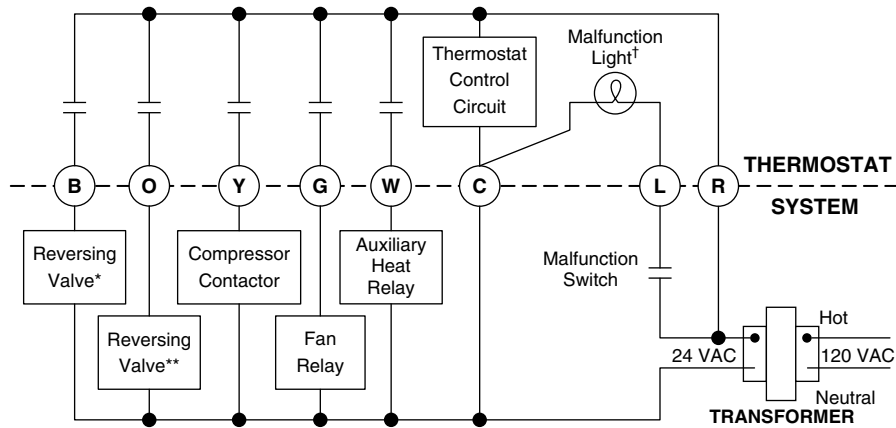 Thermostat
Control
Circuit
Malfunction
Light†
B
O
Y
G
W
C
L
R
THERMOSTAT
SYSTEM
Reversing
Valve*
Compressor
Contactor
Auxiliary
Heat
Relay
Malfunction
Switch
Reversing
Valve**
Fan
Relay
Hot
24 VAC
120 VAC
Neutral
TRANSFORMER